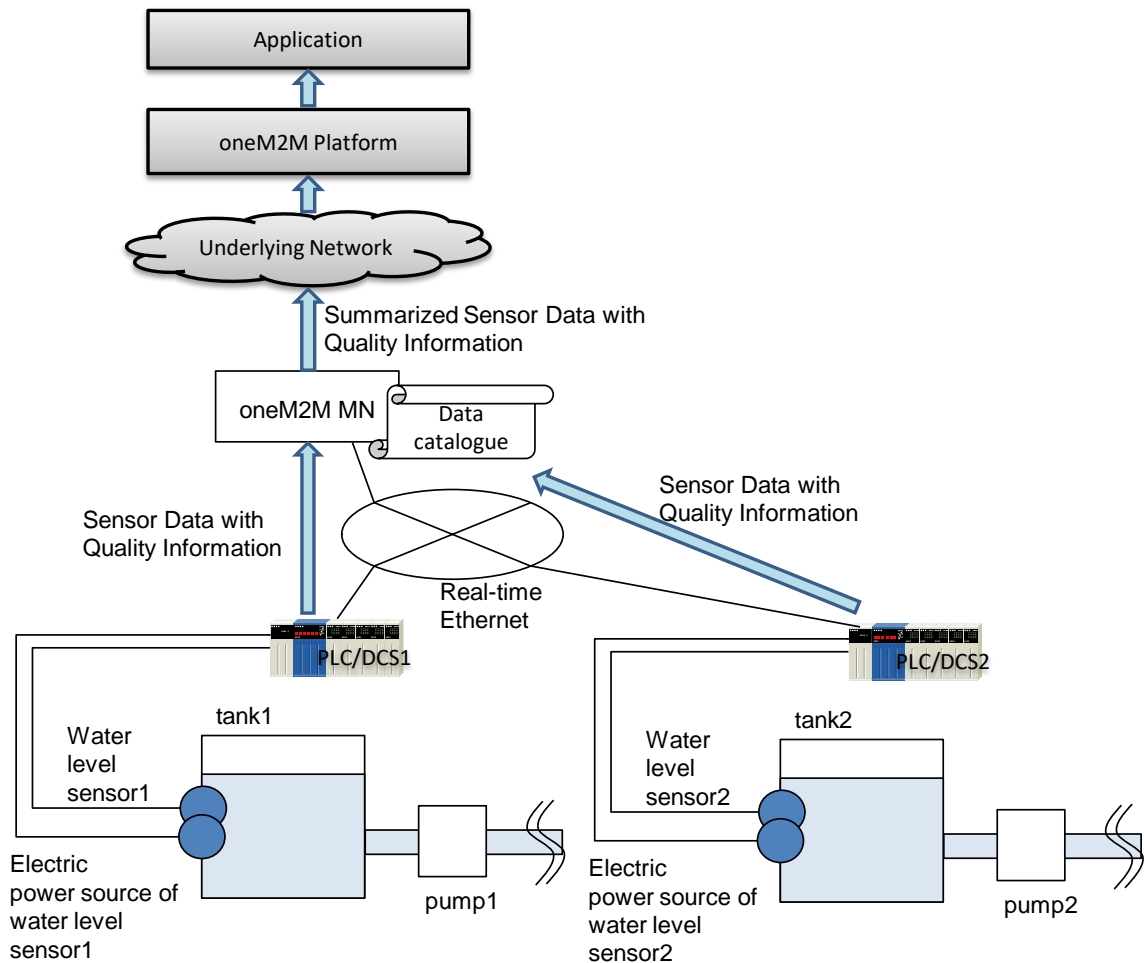 Application
oneM2M Platform
Underlying Network
Summarized Sensor Data with
Quality Information
oneM2M MN
Data
catalogue
Sensor Data with
Quality Information
Sensor Data with
Quality Information
Real-time
Ethernet
PLC/DCS1
PLC/DCS2
tank1
tank2
Water
level
sensor1
Water
level
sensor2
Electric
power source of
water level
sensor1
pump1
Electric
power source of
water level
sensor2
pump2